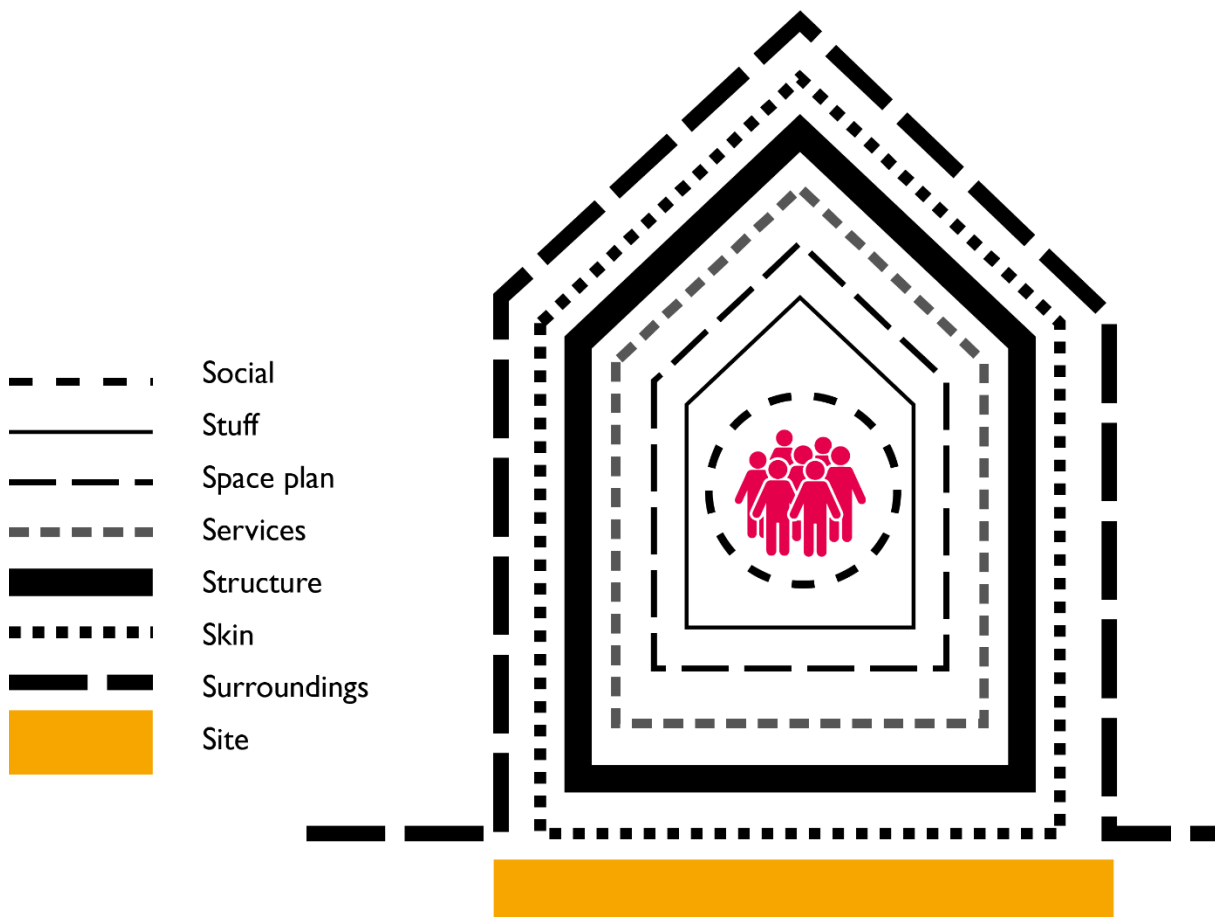 Social
Stuff
Space plan
Services
Structure
Skin
Surroundings
Site